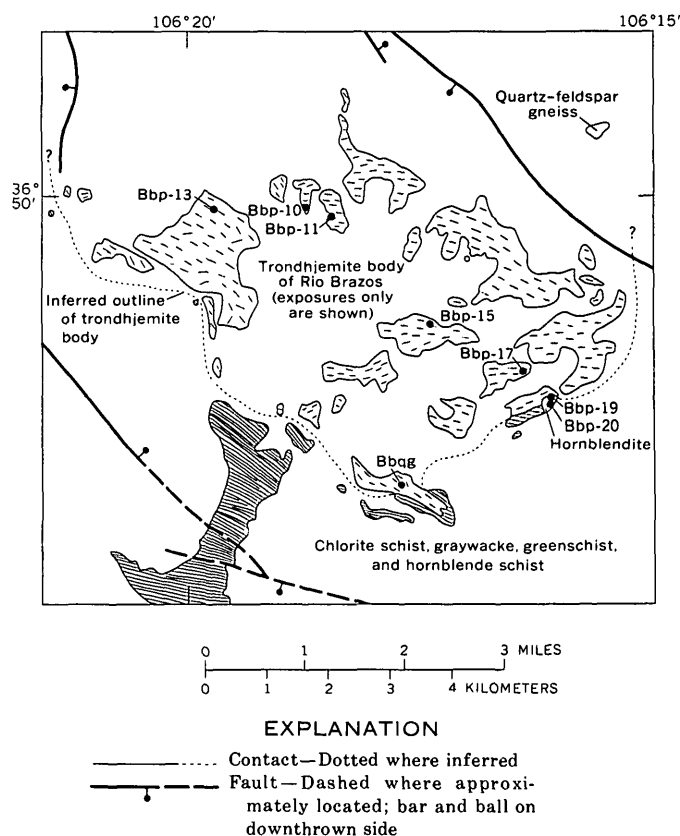 106°20'
106°15'
Quartz-feldspar
gneiss
?
36°
50'
Bbp-13
Bbp-10
Bbp-11
?
Trondhjemite body
of Rio Brazos
(exposures only
are shown)
Inferred outline
of trondhjemite
body
Bbp-15
Bbp-17
Bbp-19
Bbp-20
Hornblendite
Bbqg
Chlorite schist, graywacke, greenschist,
and hornblende schist
0 1 2 3 MILES
0 1 2 3 4 KILOMETERS
EXPLANATION
Contact—Dotted where inferred
Fault—Dashed where approxi-
mately located; bar and ball on
downthrown side